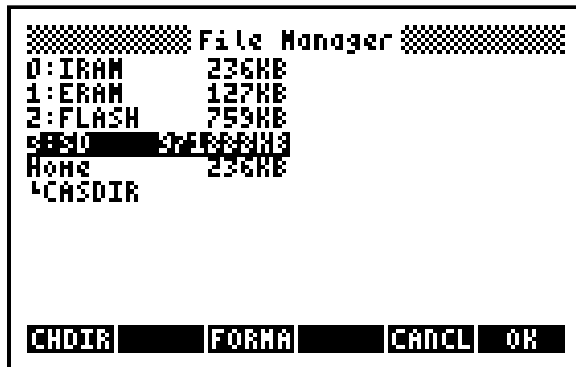 File Manager
0:IRAM 236KB
1:ERAM 127KB
2:FLASH 759KB
Home 236KB
CASDIR
CHDIR FORMA CANCL OK